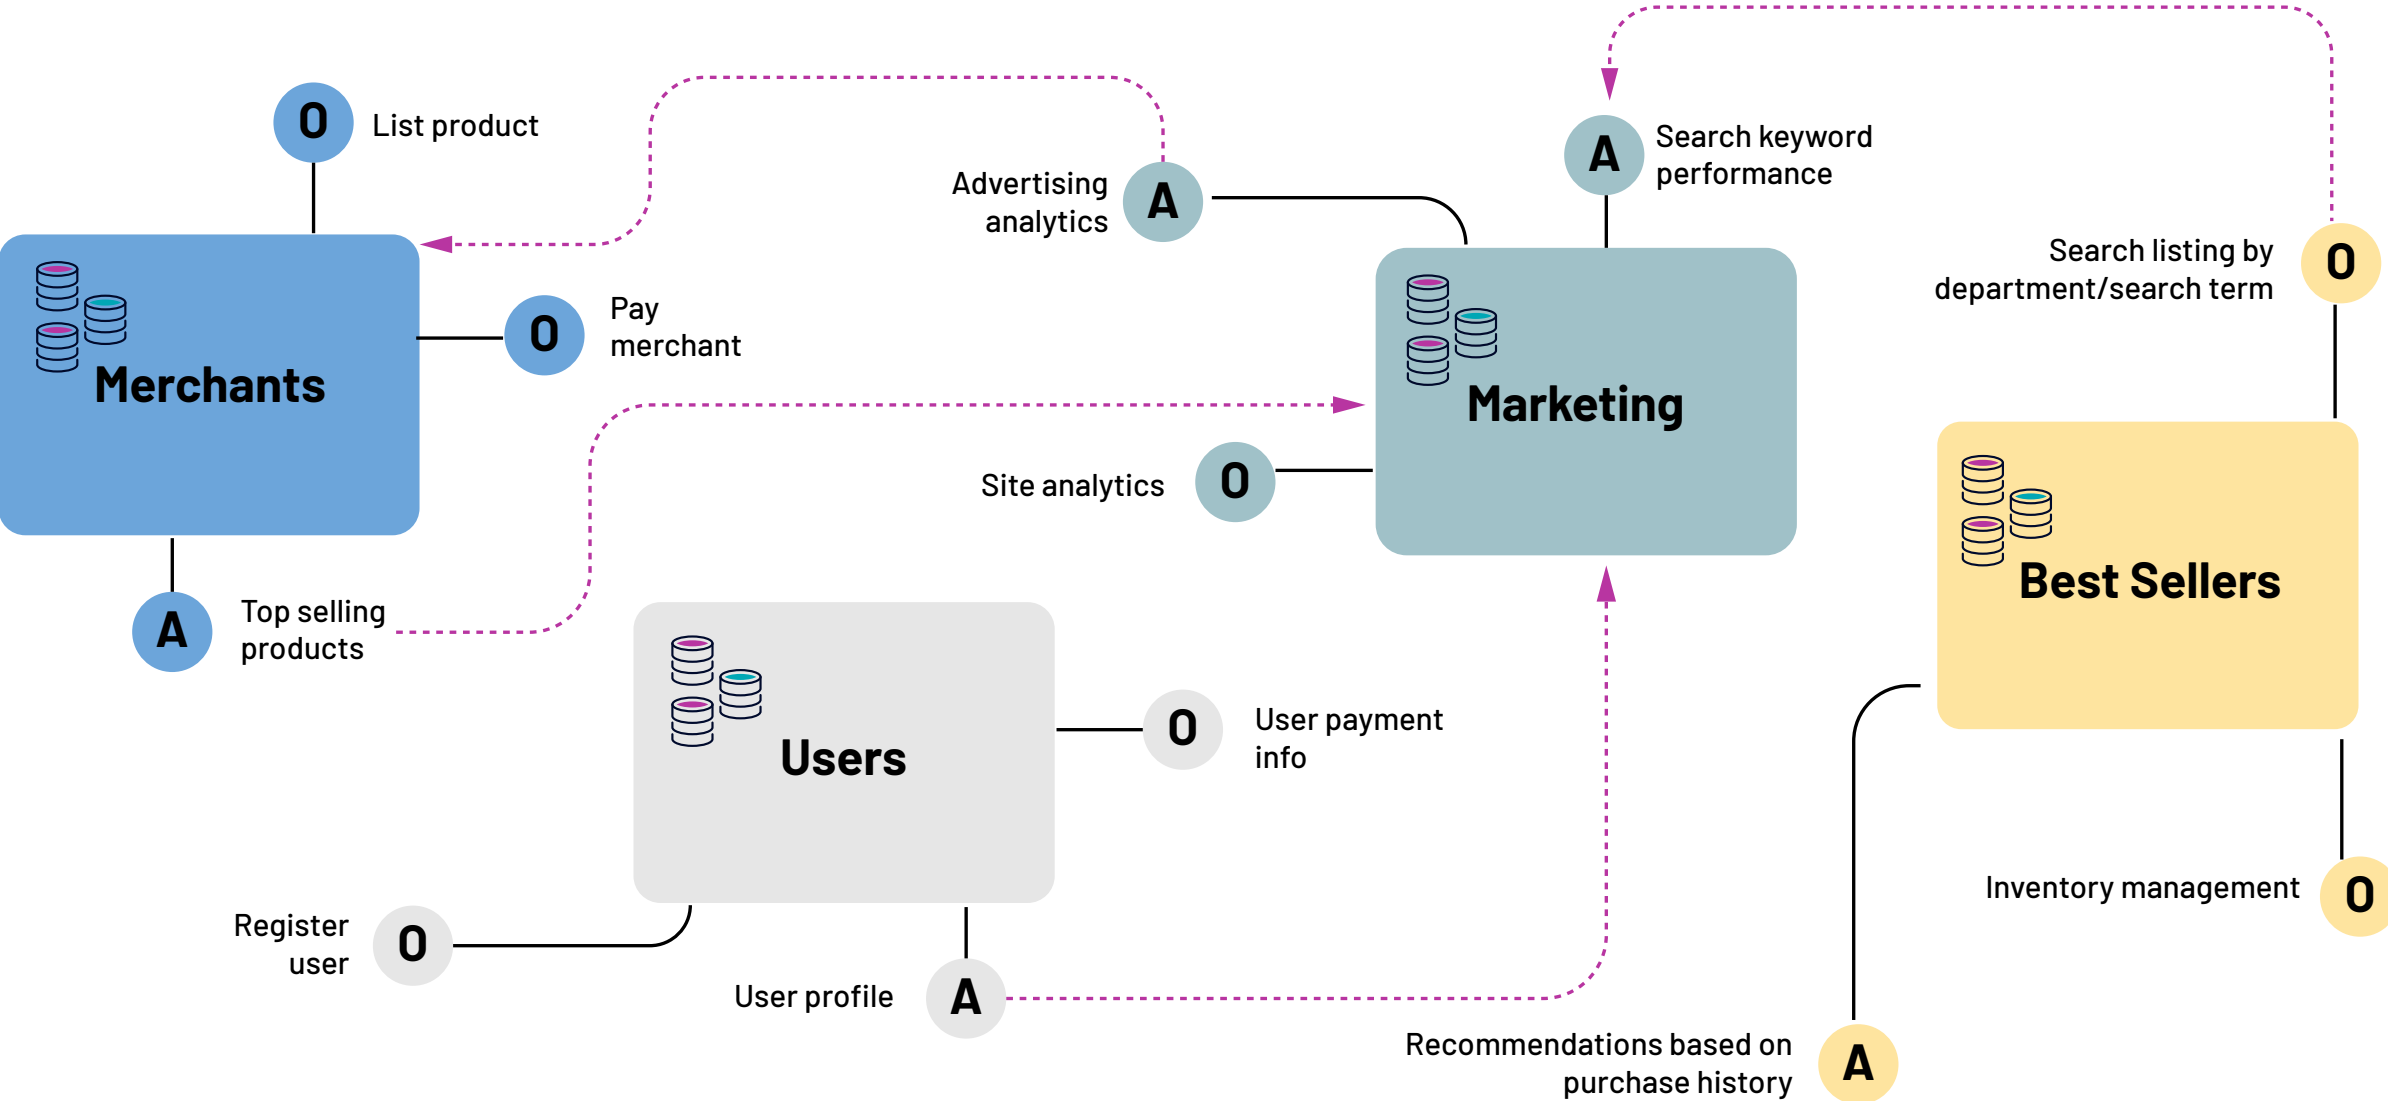 O
List product
Merchants
O
Pay
merchant
A
Top selling
products
Advertising
analytics
A
A
Search keyword
performance
Marketing
Site analytics
O
Search listing by
department/search term
O
Best Sellers
Users
O
User payment
info
Register
user
O
User profile
A
Inventory management
O
Recommendations based on
purchase history
A